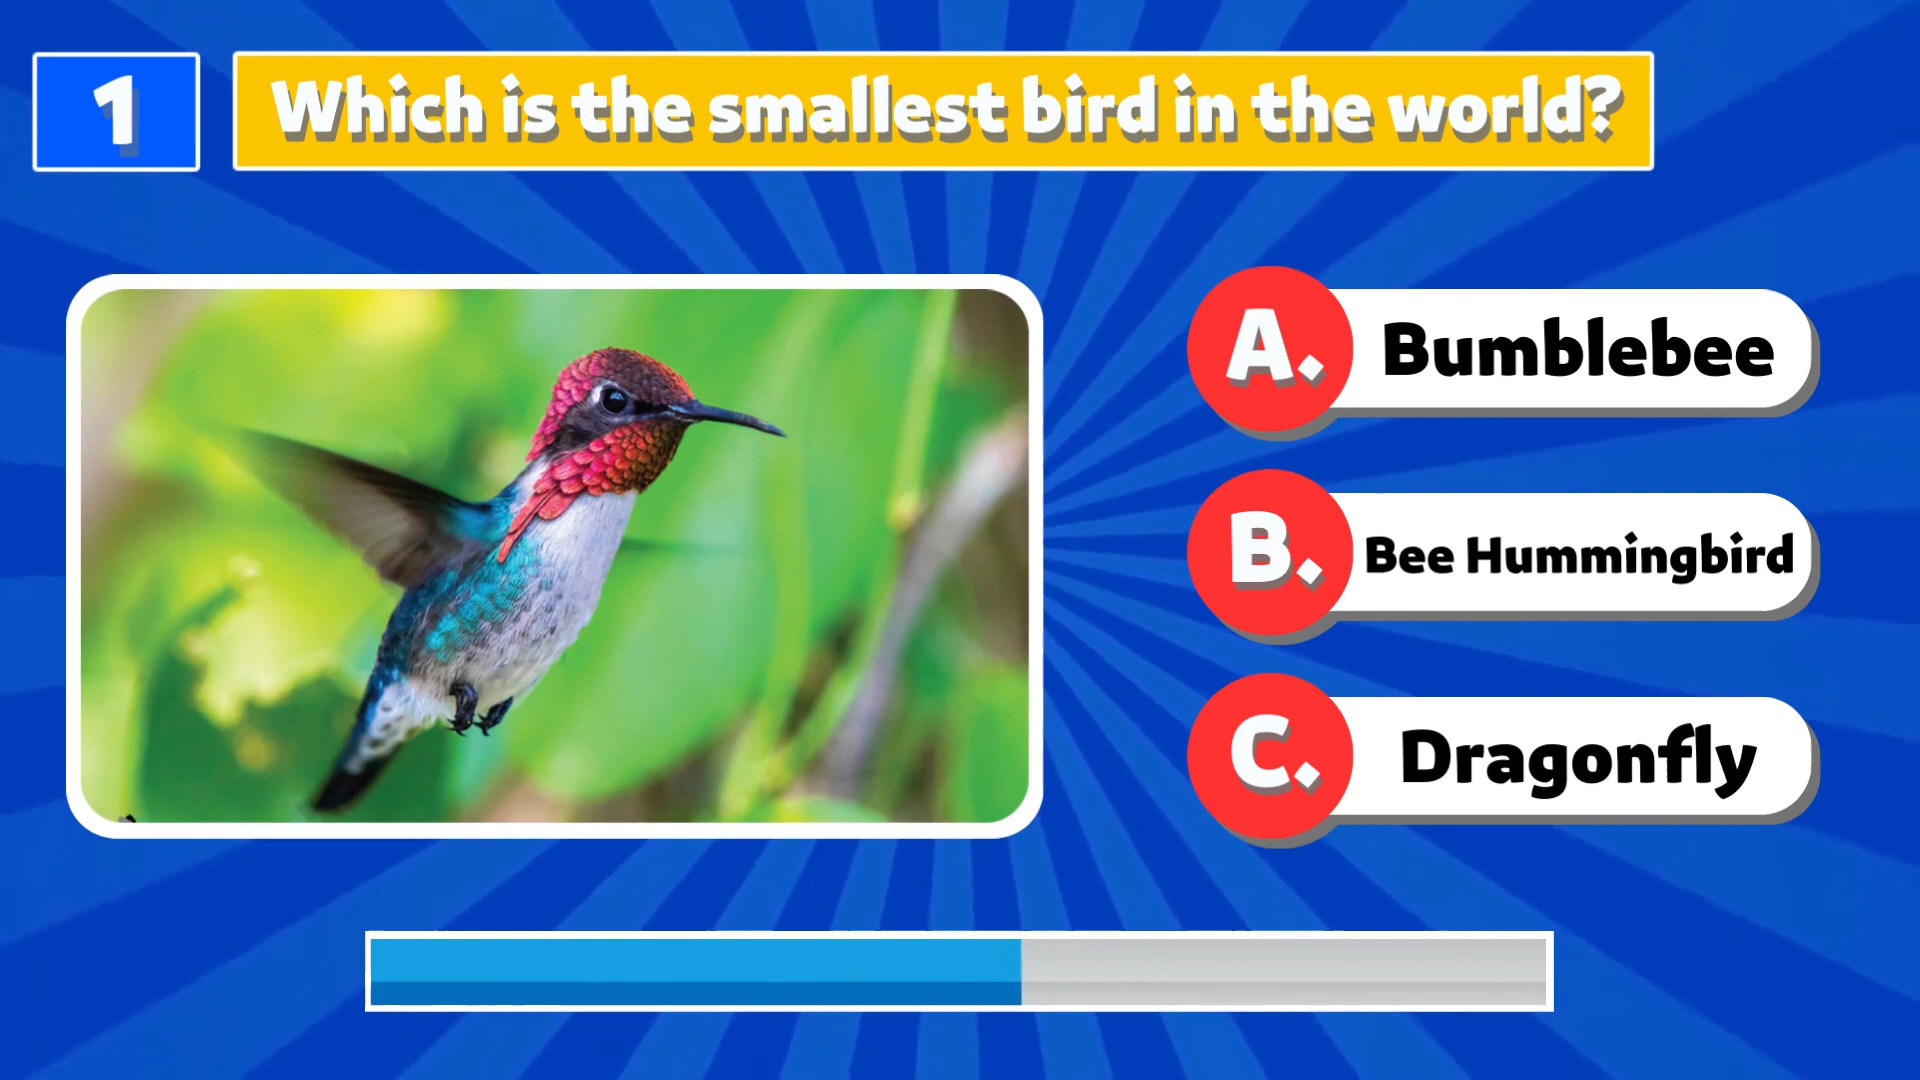 1
Which is the smallest bird in the world?
A. Bumblebee
B. Bee Hummingbird
C. Dragonfly